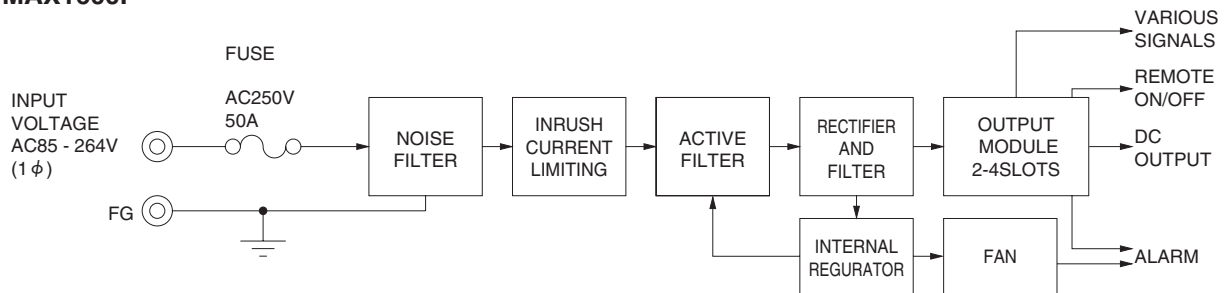 FUSE
AC250V
50A
INPUT
VOLTAGE
AC85 - 264V
(1φ)
FG
NOISE
FILTER
INRUSH
CURRENT
LIMITING
ACTIVE
FILTER
RECTIFIER
AND
FILTER
OUTPUT
MODULE
2-4SLOTS
INTERNAL
REGURATOR
FAN
VARIOUS
SIGNALS
REMOTE
ON/OFF
DC
OUTPUT
ALARM